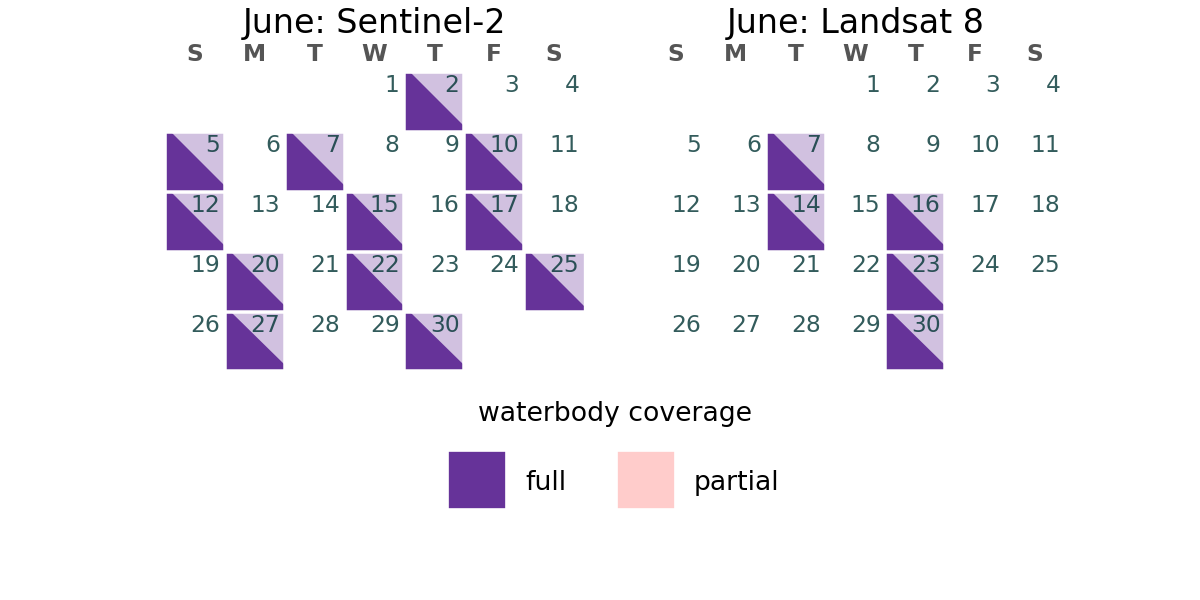 June: Sentinel-2
S M T W T F S
1 2 3 4
5 6 7 8 9 10 11
12 13 14 15 16 17 18
19 20 21 22 23 24 25
26 27 28 29 30
June: Landsat 8
S M T W T F S
1 2 3 4
5 6 7 8 9 10 11
12 13 14 15 16 17 18
19 20 21 22 23 24 25
26 27 28 29 30
waterbody coverage
full partial